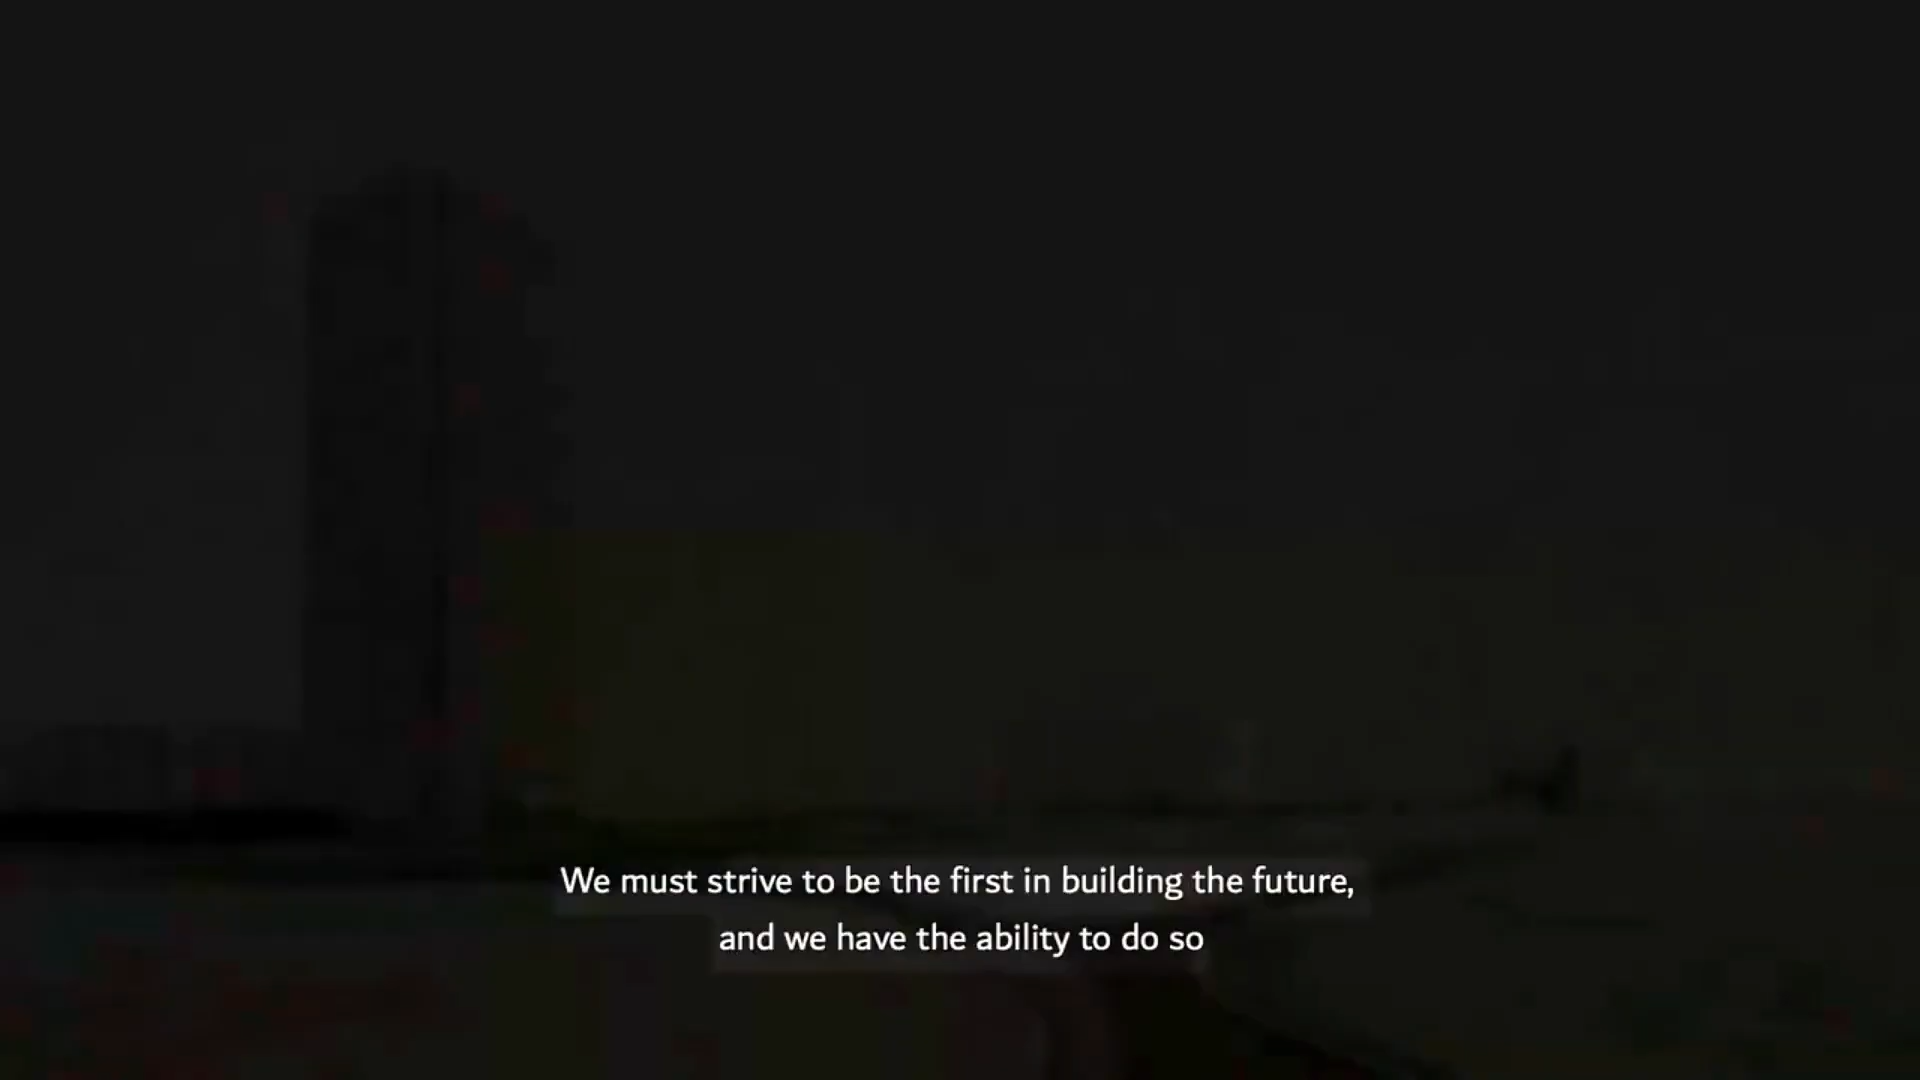 We must strive to be the first in building the future,
and we have the ability to do so